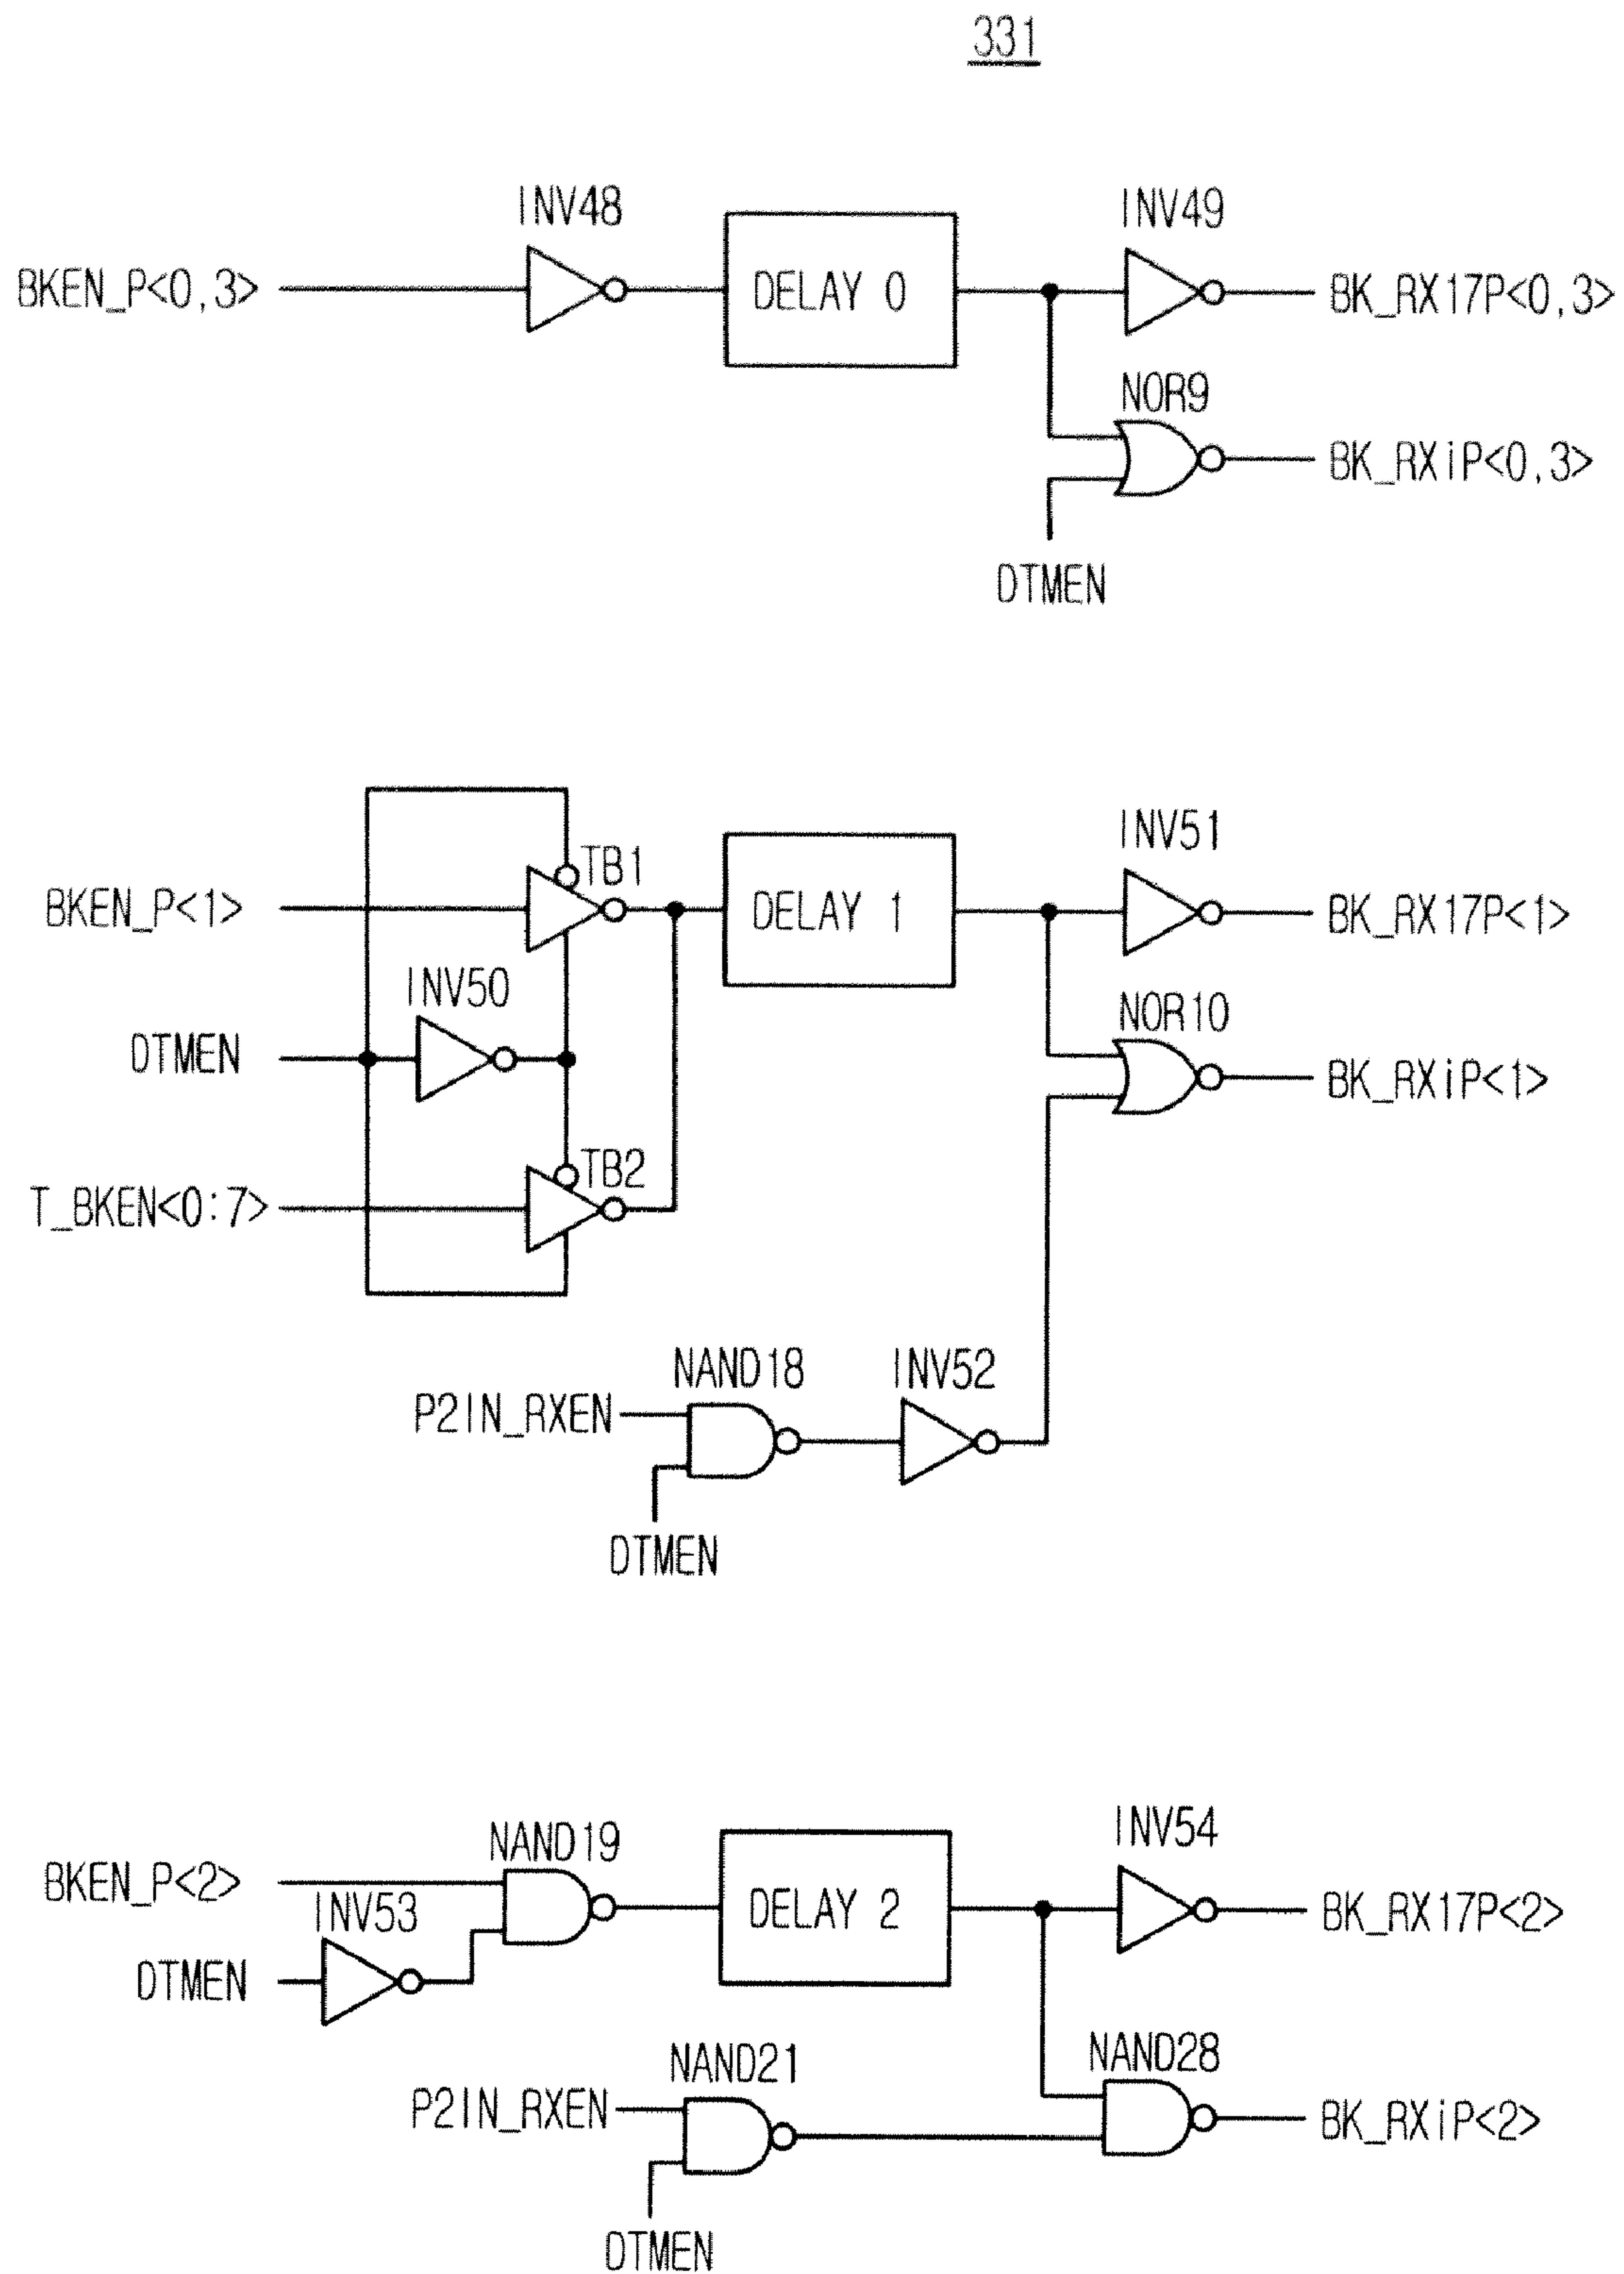 331
INV48
INV49
BKEN_P<0,3>
DELAY 0
BK_RX17P<0,3>
NOR9
BK_RXiP<0,3>
DTMEN
INV51
TB1
BKEN_P<1>
DELAY 1
BK_RX17P<1>
INV50
NOR10
DTMEN
BK_RXiP<1>
TB2
T_BKEN<0:7>
NAND18
INV52
P2IN_RXEN
DTMEN
INV54
NAND19
BKEN_P<2>
INV53
DELAY 2
BK_RX17P<2>
DTMEN
NAND21
NAND28
P2IN_RXEN
BK_RXiP<2>
DTMEN